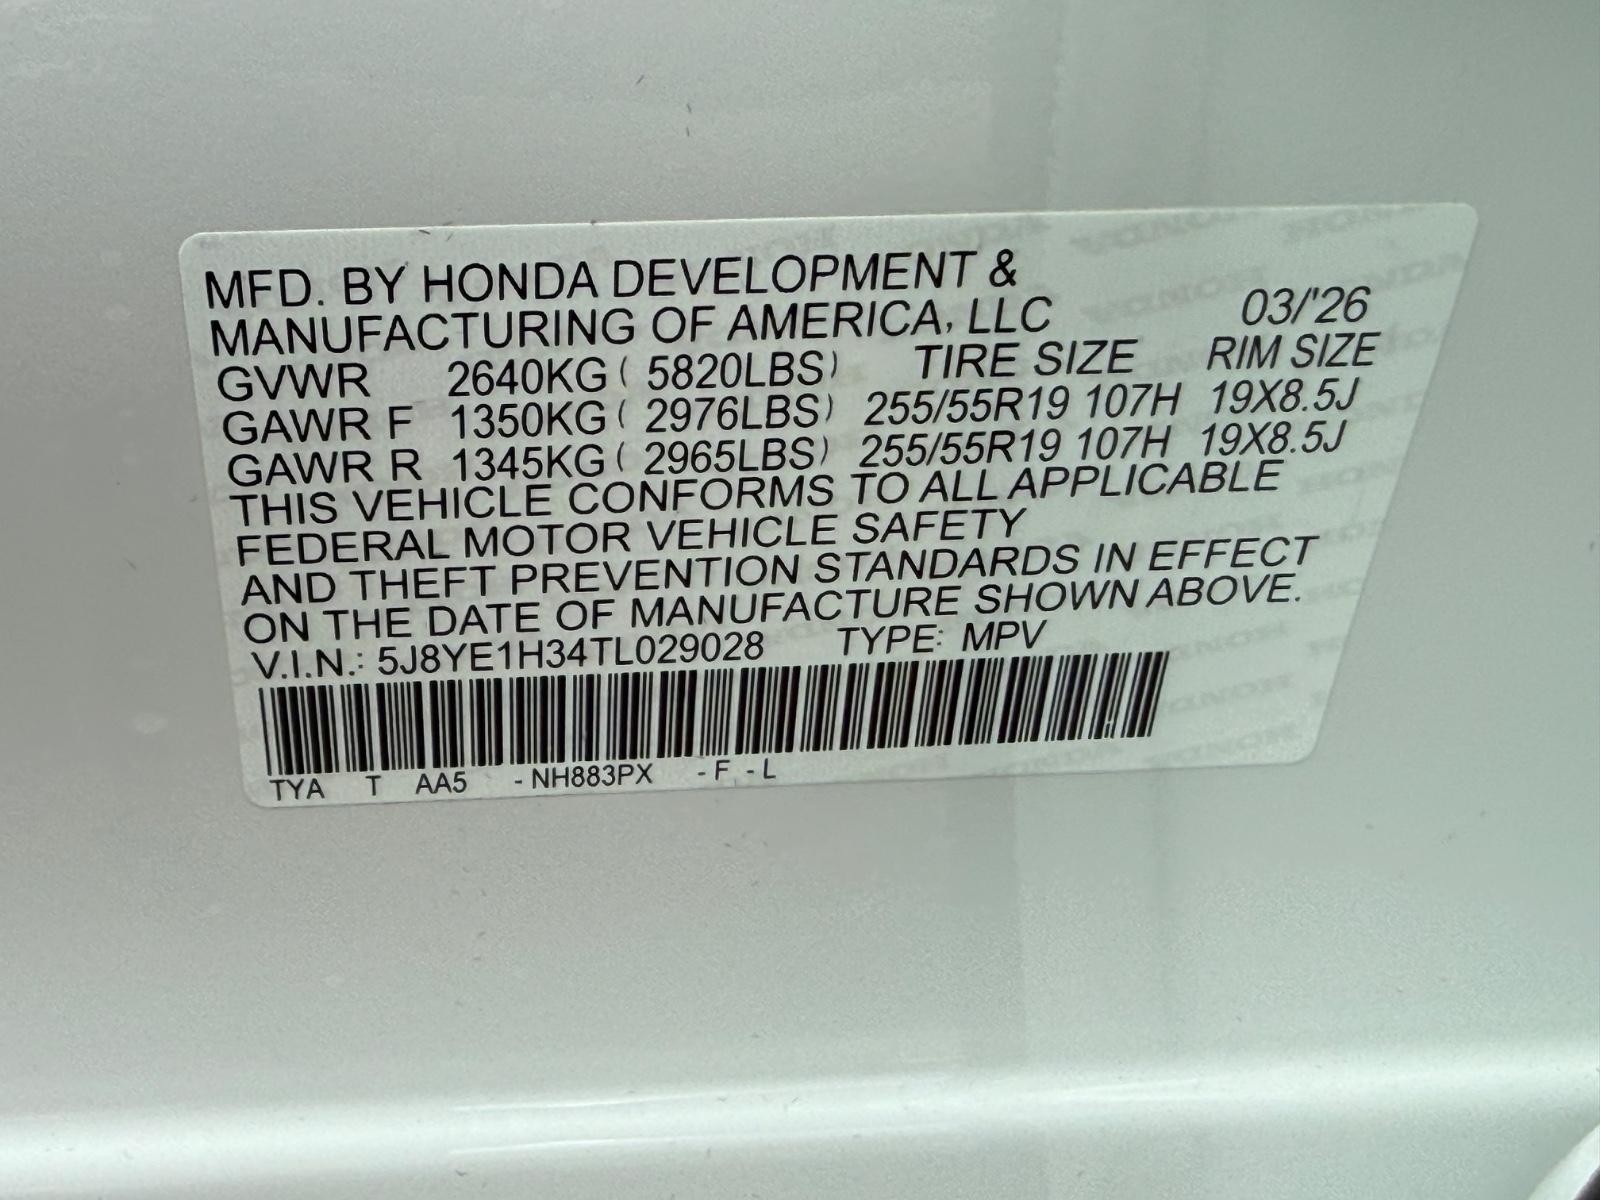 MFD. BY HONDA DEVELOPMENT &
MANUFACTURING OF AMERICA, LLC 03/'26
GVWR 2640KG ( 5820LBS) TIRE SIZE RIM SIZE
GAWR F 1350KG ( 2976LBS) 255/55R19 107H 19X8.5J
GAWR R 1345KG ( 2965LBS) 255/55R19 107H 19X8.5J
THIS VEHICLE CONFORMS TO ALL APPLICABLE
FEDERAL MOTOR VEHICLE SAFETY
AND THEFT PREVENTION STANDARDS IN EFFECT
ON THE DATE OF MANUFACTURE SHOWN ABOVE.
V.I.N.: 5J8YE1H34TL029028 TYPE: MPV
TYA T AA5 - NH883PX - F - L